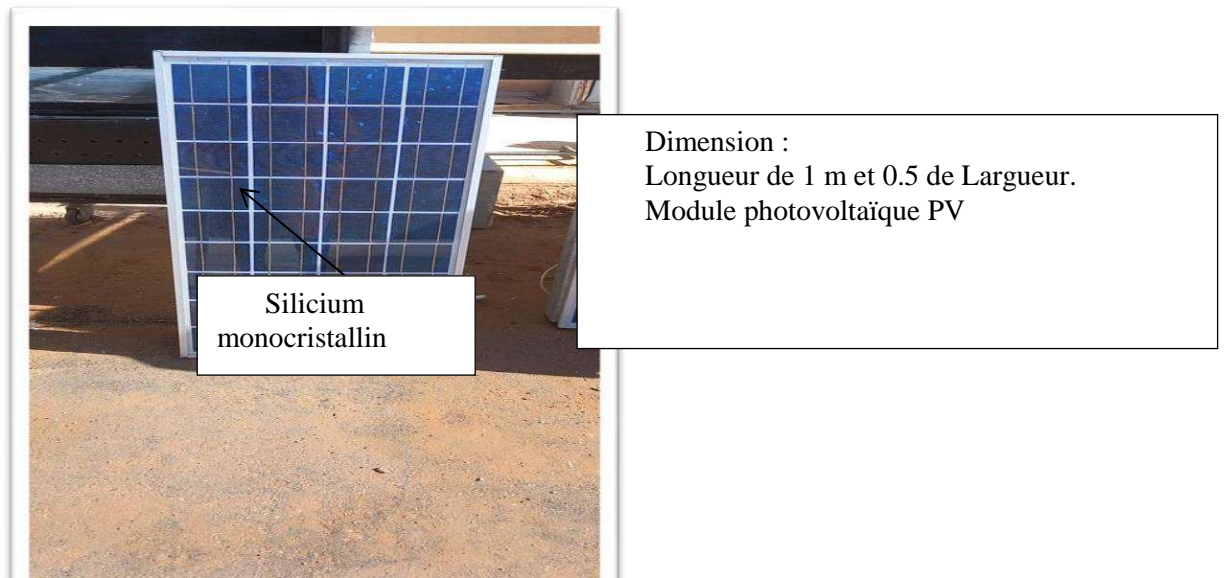 Dimension :
Longueur de 1 m et 0.5 de Largueur.
Module photovoltaïque PV
Silicium
monocristallin